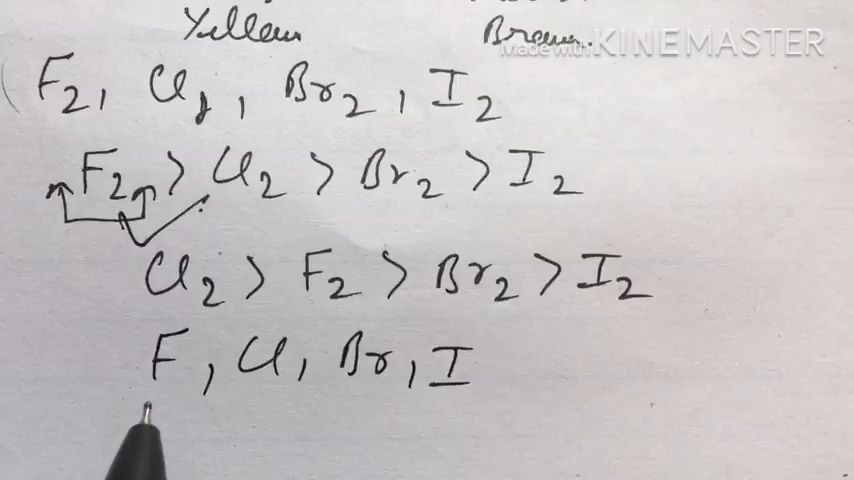 Yellow Brown.
Made with KINEMASTER
F2, Cl2, Br2, I2
F2 > Cl2 > Br2 > I2
Cl2 > F2 > Br2 > I2
F, Cl, Br, I